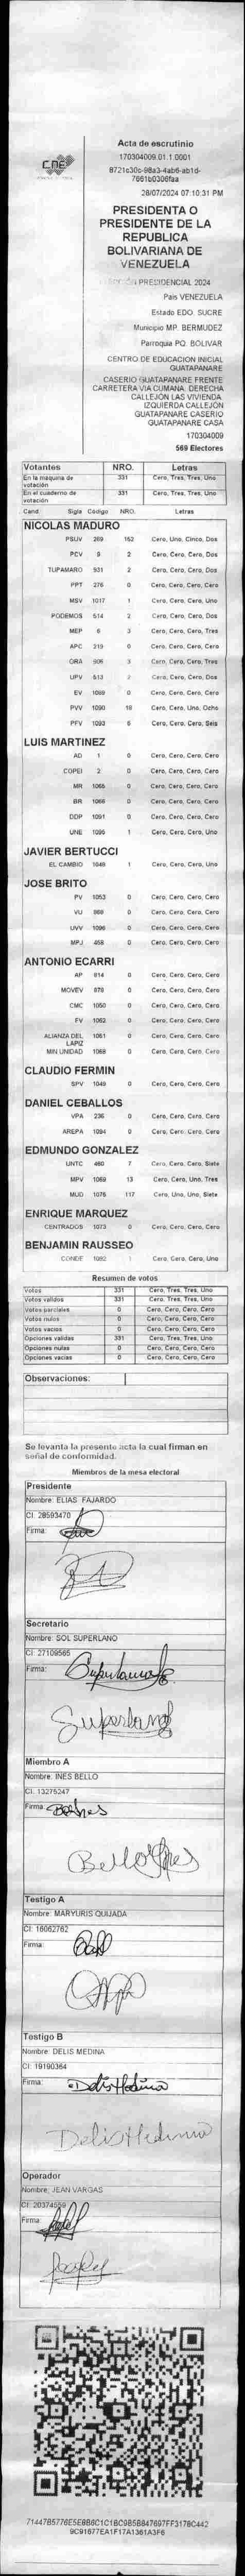 CNE
Acta de escrutinio
170304009.01.1.0001
8721c30c-98a3-4ab6-ab1d-
7661b0306faa
28/07/2024 07:10:31 PM
PRESIDENTA O
PRESIDENTE DE LA
REPUBLICA
BOLIVARIANA DE
VENEZUELA
PRESIDENCIAL 2024
Pais VENEZUELA
Estado EDO. SUCRE
Municipio MP. BERMUDEZ
Parroquia PQ. BOLIVAR
CENTRO DE EDUCACION INICIAL
GUATAPANARE
CASERIO GUATAPANARE FRENTE
CARRETERA VIA CUMANA. DERECHA
CALLEJÓN LAS VIVIENDA.
IZQUIERDA CALLEJÓN
GUATAPANARE CASERIO
GUATAPANARE CASA
170304009
569 Electores
Votantes NRO. Letras
En la maquina de votación 331 Cero, Tres, Tres, Uno
En el cuaderno de votación 331 Cero, Tres, Tres, Uno
Cand. Sigla Codigo NRO. Letras
NICOLAS MADURO
PSUV 269 152 Cero, Uno, Cinco, Dos
PCV 9 2 Cero, Cero, Cero, Dos
TUPAMARO 931 2 Cero, Cero, Cero, Dos
PPT 276 0 Cero, Cero, Cero, Cero
MSV 1017 1 Cero, Cero, Cero, Uno
PODEMOS 514 2 Cero, Cero, Cero, Dos
MEP 6 3 Cero, Cero, Cero, Tres
APC 219 0 Cero, Cero, Cero, Cero
ORA 906 3 Cero, Cero, Cero, Tres
UPV 513 2 Cero, Cero, Cero, Dos
EV 1089 0 Cero, Cero, Cero, Cero
PVV 1090 18 Cero, Cero, Uno, Ocho
PFV 1093 6 Cero, Cero, Cero, Seis
LUIS MARTINEZ
AD 1 0 Cero, Cero, Cero, Cero
COPEI 2 0 Cero, Cero, Cero, Cero
MR 1065 0 Cero, Cero, Cero, Cero
BR 1066 0 Cero, Cero, Cero, Cero
DDP 1091 0 Cero, Cero, Cero, Cero
UNE 1095 1 Cero, Cero, Cero, Uno
JAVIER BERTUCCI
EL CAMBIO 1048 1 Cero, Cero, Cero, Uno
JOSE BRITO
PV 1053 0 Cero, Cero, Cero, Cero
VU 968 0 Cero, Cero, Cero, Cero
UVV 1096 0 Cero, Cero, Cero, Cero
MPJ 458 0 Cero, Cero, Cero, Cero
ANTONIO ECARRI
AP 814 0 Cero, Cero, Cero, Cero
MOVEV 979 0 Cero, Cero, Cero, Cero
CMC 1050 0 Cero, Cero, Cero, Cero
FV 1062 0 Cero, Cero, Cero, Cero
ALIANZA DEL LAPIZ 1061 0 Cero, Cero, Cero, Cero
MIN UNIDAD 1068 0 Cero, Cero, Cero, Cero
CLAUDIO FERMIN
SPV 1049 0 Cero, Cero, Cero, Cero
DANIEL CEBALLOS
VPA 236 0 Cero, Cero, Cero, Cero
AREPA 1094 0 Cero, Cero, Cero, Cero
EDMUNDO GONZALEZ
UNTC 460 7 Cero, Cero, Cero, Siete
MPV 1069 13 Cero, Cero, Uno, Tres
MUD 1076 117 Cero, Uno, Uno, Siete
ENRIQUE MARQUEZ
CENTRADOS 1073 0 Cero, Cero, Cero, Cero
BENJAMIN RAUSSEO
CONDE 1092 1 Cero, Cero, Cero, Uno
Resumen de votos
Votos 331 Cero, Tres, Tres, Uno
Votos validos 331 Cero, Tres, Tres, Uno
Votos parciales 0 Cero, Cero, Cero, Cero
Votos nulos 0 Cero, Cero, Cero, Cero
Votos vacios 0 Cero, Cero, Cero, Cero
Opciones validas 331 Cero, Tres, Tres, Uno
Opciones nulas 0 Cero, Cero, Cero, Cero
Opciones vacias 0 Cero, Cero, Cero, Cero
Observaciones:
Se levanta la presente acta la cual firman en
señal de conformidad.
Miembros de la mesa electoral
Presidente
Nombre: ELIAS FAJARDO
CI: 28593470
Firma:
Secretario
Nombre: SOL SUPERLANO
CI: 27109565
Firma: Superlano
Superlano
Miembro A
Nombre: INES BELLO
CI: 13275247
Firma:
Bello Ines
Testigo A
Nombre: MARYURIS QUIJADA
CI: 16062762
Firma:
Testigo B
Nombre: DELIS MEDINA
CI: 19190364
Firma: Delis Medina
Delis Medina
Operador
Nombre: JEAN VARGAS
CI: 20374559
Firma:
7144765776E5E8B6C1C1BC9B5B847697FF3178C442
9C91677EA1F17A1361A3F6